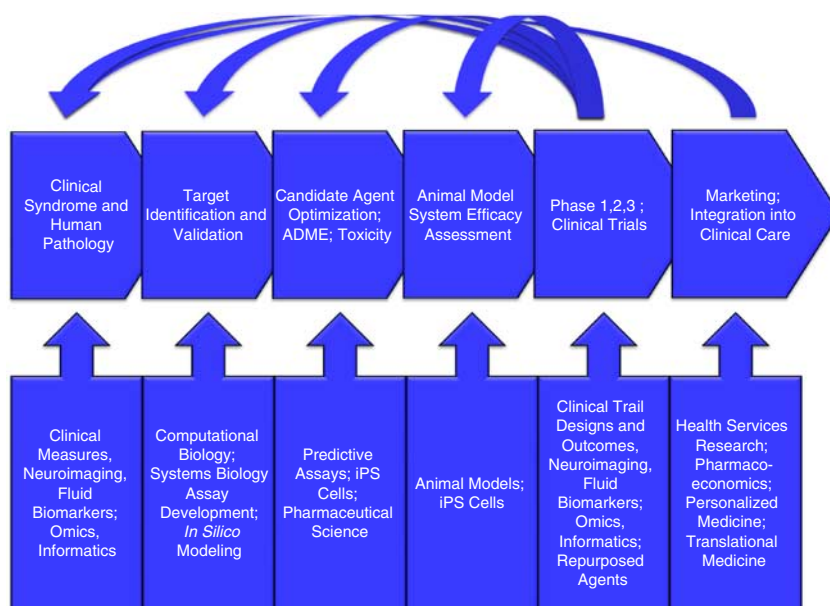 Clinical
Syndrome and
Human
Pathology
Target
Identification and
Validation
Candidate Agent
Optimization;
ADME; Toxicity
Animal Model
System Efficacy
Assessment
Phase 1,2,3 ;
Clinical Trials
Marketing;
Integration into
Clinical Care
Clinical
Measures,
Neuroimaging,
Fluid
Biomarkers;
Omics,
Informatics
Computational
Biology;
Systems Biology
Assay
Development;
In Silico
Modeling
Predictive
Assays; iPS
Cells;
Pharmaceutical
Science
Animal Models;
iPS Cells
Clinical Trail
Designs and
Outcomes,
Neuroimaging,
Fluid
Biomarkers;
Omics,
Informatics;
Repurposed
Agents
Health Services
Research;
Pharmaco-
economics;
Personalized
Medicine;
Translational
Medicine